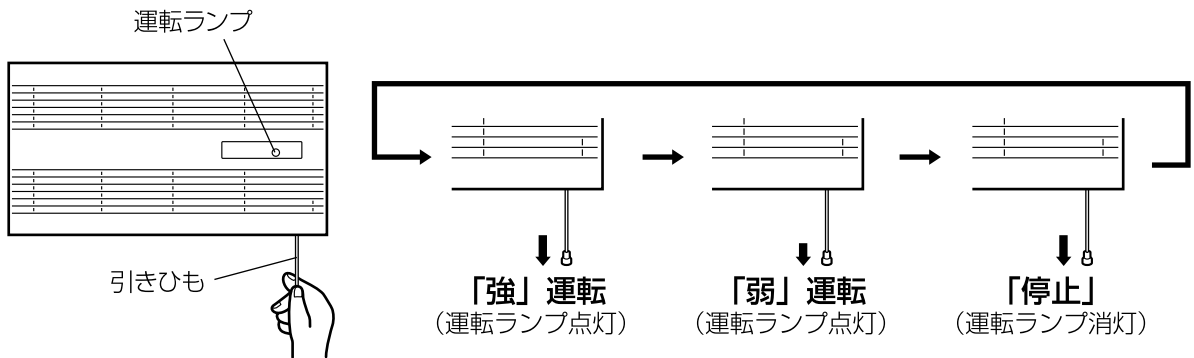 運転ランプ
引きひも
「強」運転
（運転ランプ点灯）
「弱」運転
（運転ランプ点灯）
「停止」
（運転ランプ消灯）